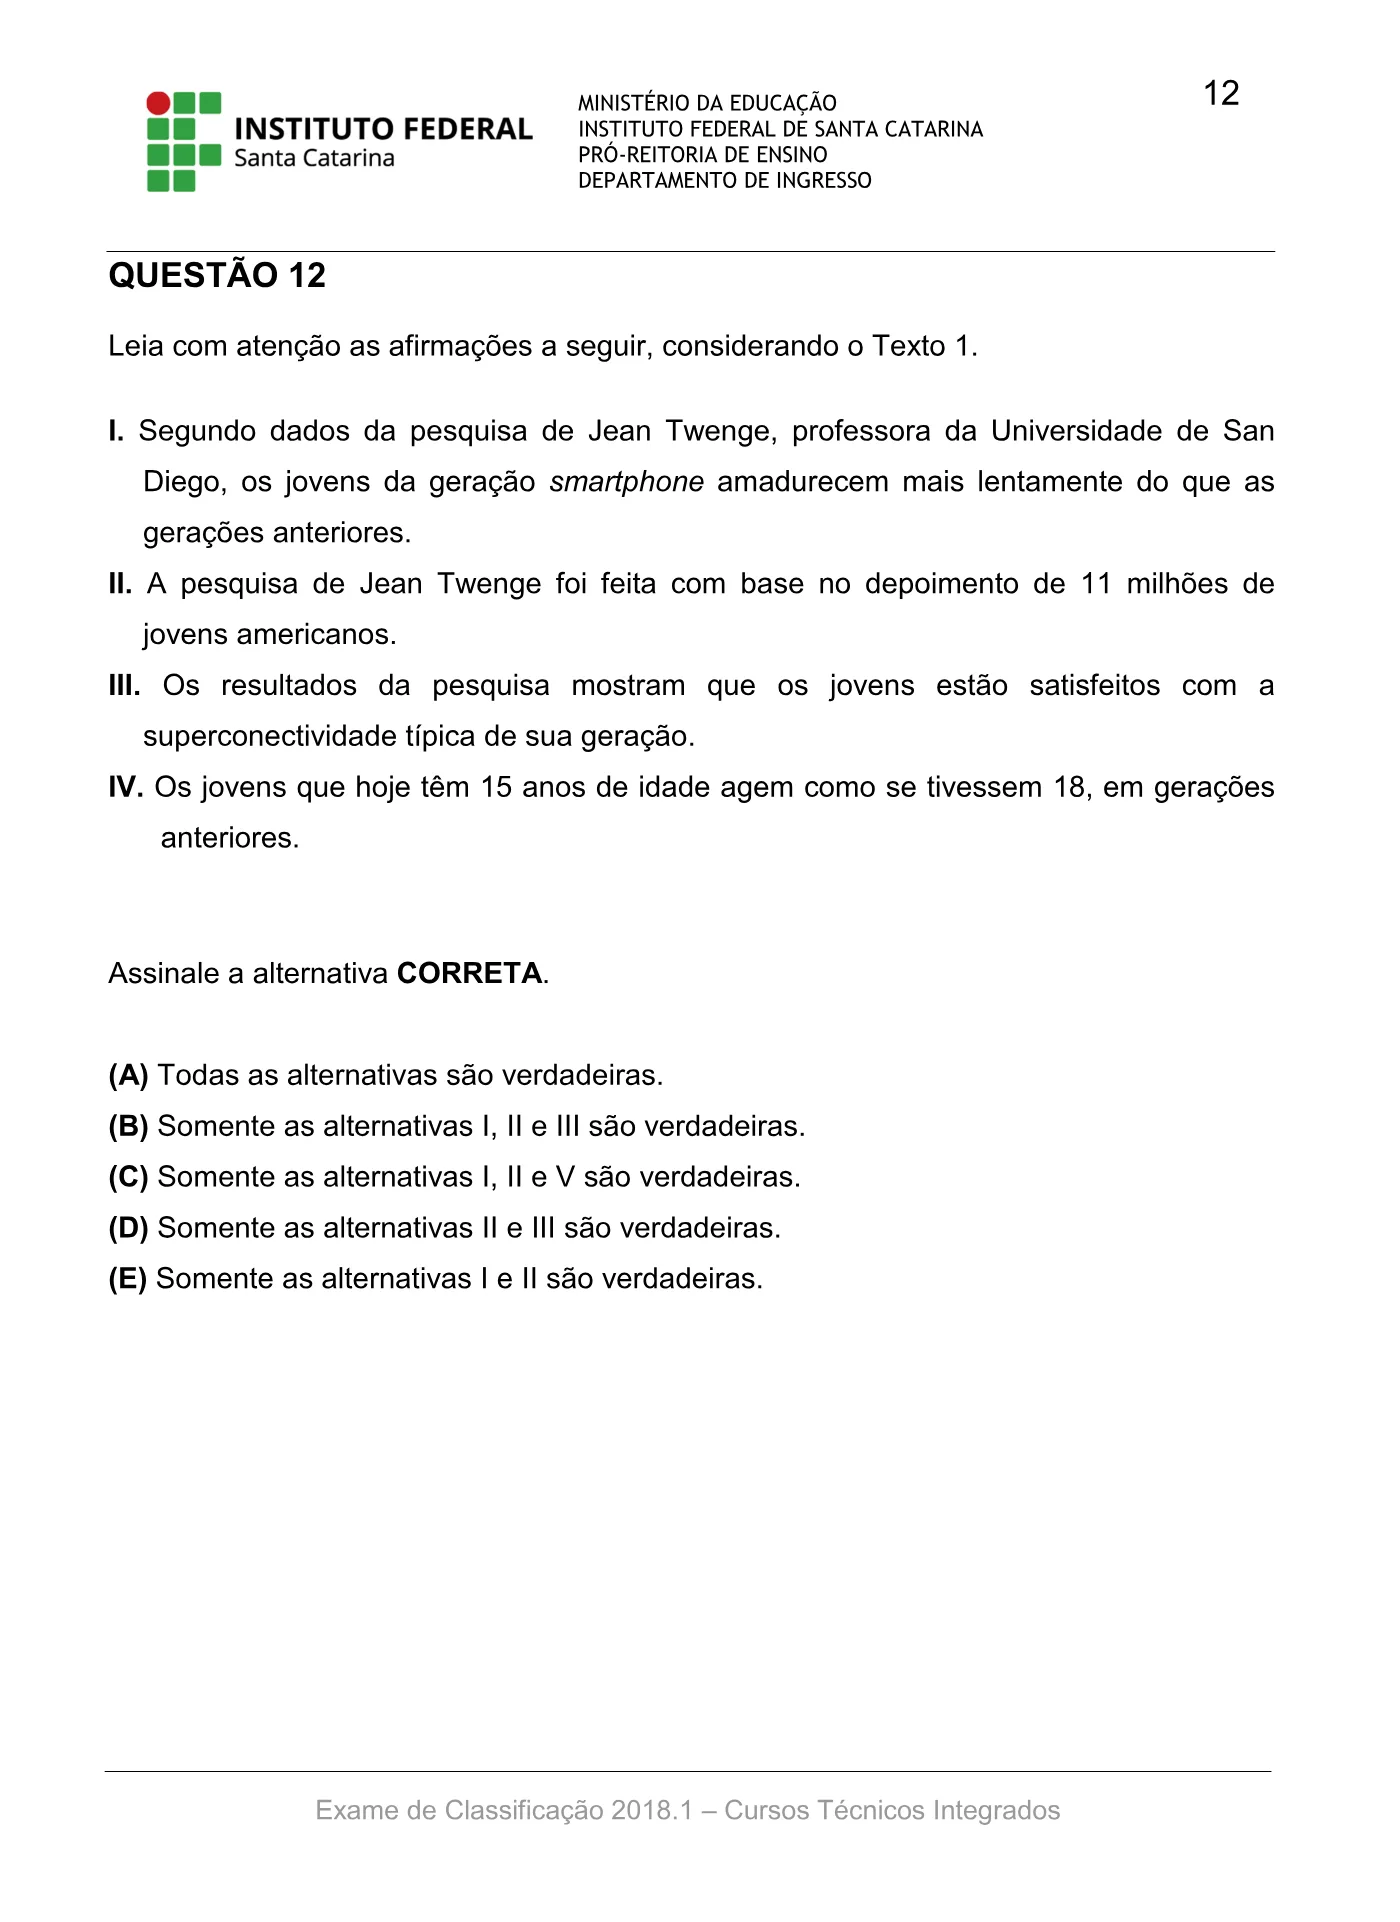 12
INSTITUTO FEDERAL
Santa Catarina
MINISTÉRIO DA EDUCAÇÃO
INSTITUTO FEDERAL DE SANTA CATARINA
PRÓ-REITORIA DE ENSINO
DEPARTAMENTO DE INGRESSO
QUESTÃO 12
Leia com atenção as afirmações a seguir, considerando o Texto 1.
I. Segundo dados da pesquisa de Jean Twenge, professora da Universidade de San
Diego, os jovens da geração smartphone amadurecem mais lentamente do que as
gerações anteriores.
II. A pesquisa de Jean Twenge foi feita com base no depoimento de 11 milhões de
jovens americanos.
III. Os resultados da pesquisa mostram que os jovens estão satisfeitos com a
superconectividade típica de sua geração.
IV. Os jovens que hoje têm 15 anos de idade agem como se tivessem 18, em gerações
anteriores.
Assinale a alternativa CORRETA.
(A) Todas as alternativas são verdadeiras.
(B) Somente as alternativas I, II e III são verdadeiras.
(C) Somente as alternativas I, II e V são verdadeiras.
(D) Somente as alternativas II e III são verdadeiras.
(E) Somente as alternativas I e II são verdadeiras.
Exame de Classificação 2018.1 – Cursos Técnicos Integrados